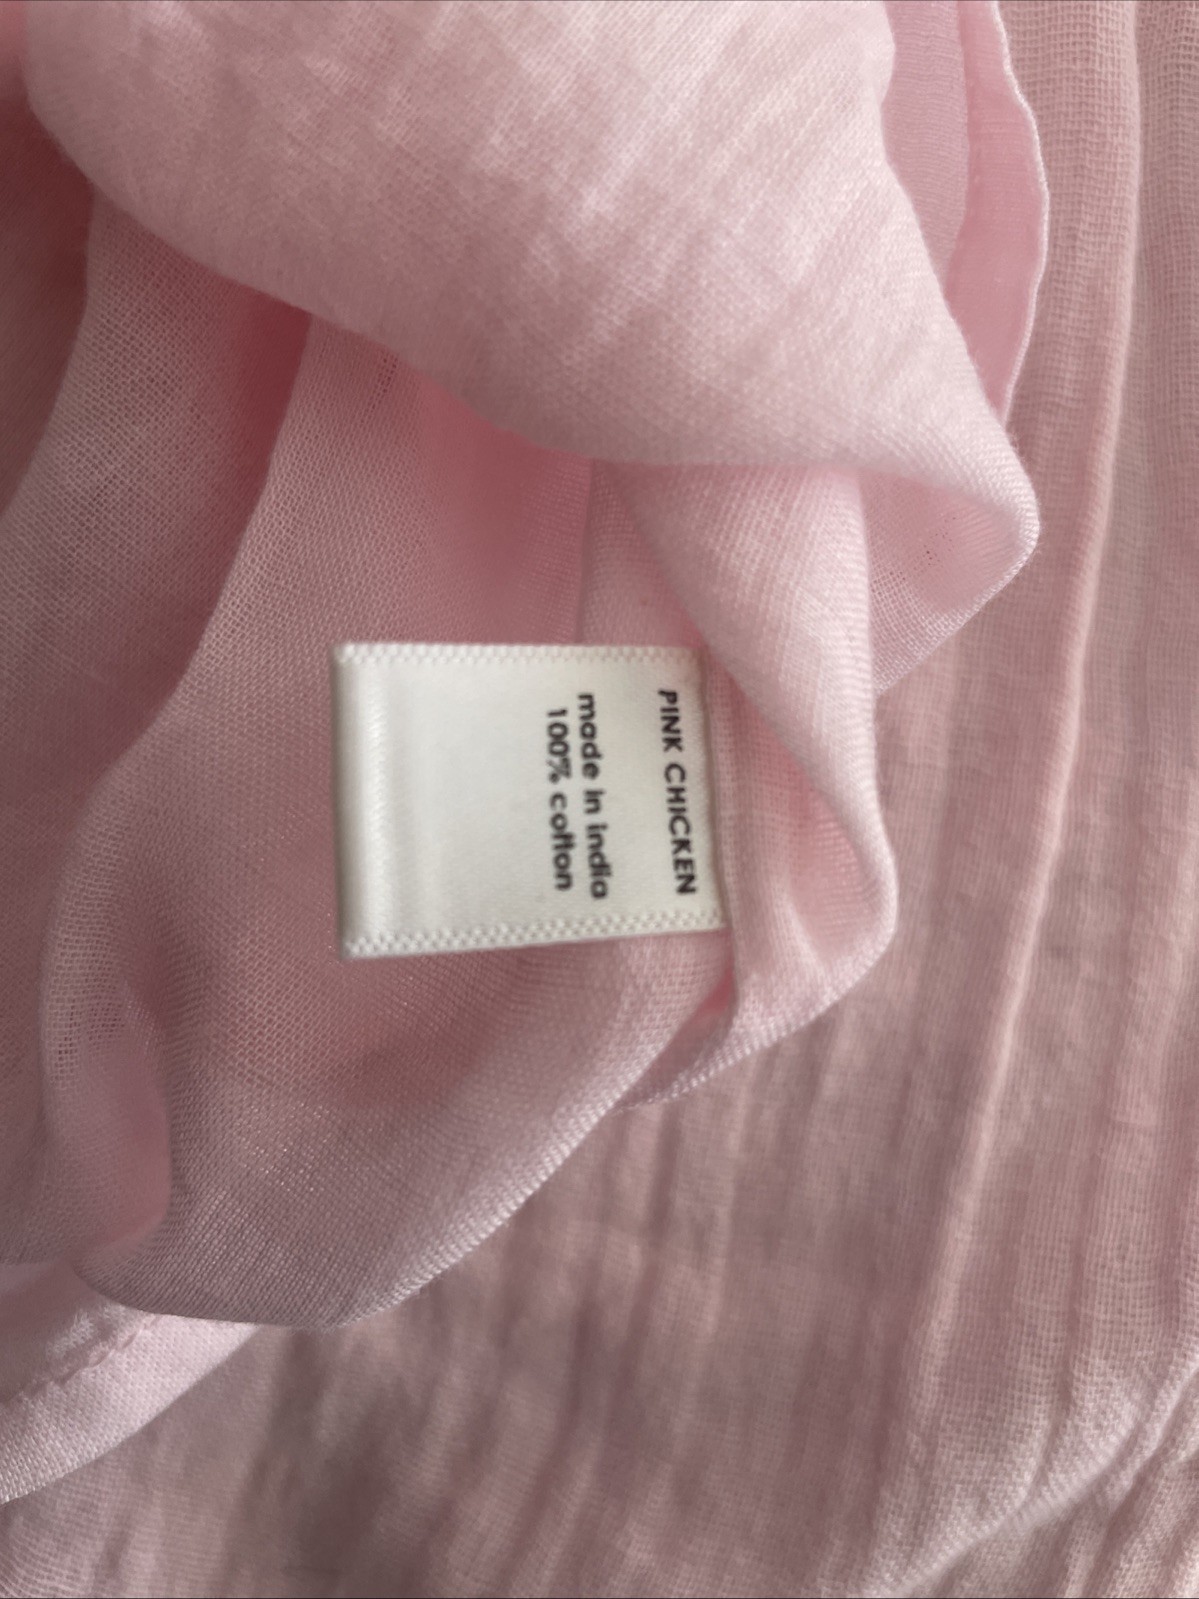 PINK CHICKEN
made in india
100% cotton